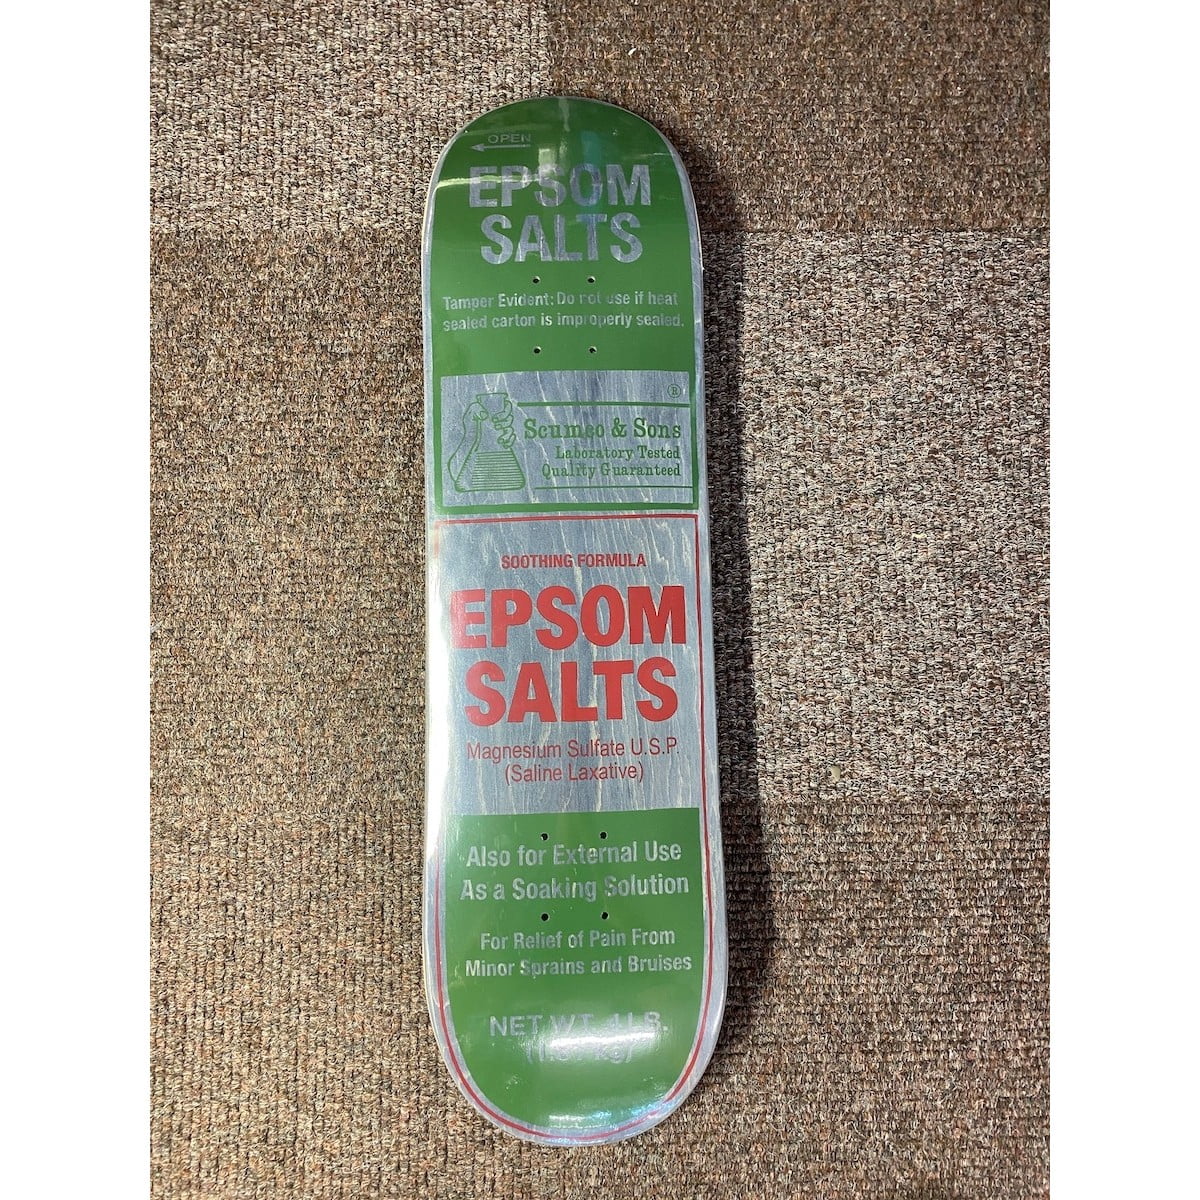 OPEN
EPSOM
SALTS
Tamper Evident: Do not use if heat
sealed carton is improperly sealed.
®
Scumco & Sons
Laboratory Tested
Quality Guaranteed
SOOTHING FORMULA
EPSOM
SALTS
Magnesium Sulfate U.S.P.
(Saline Laxative)
Also for External Use
As a Soaking Solution
For Relief of Pain From
Minor Sprains and Bruises
NET WT. 4 LB.